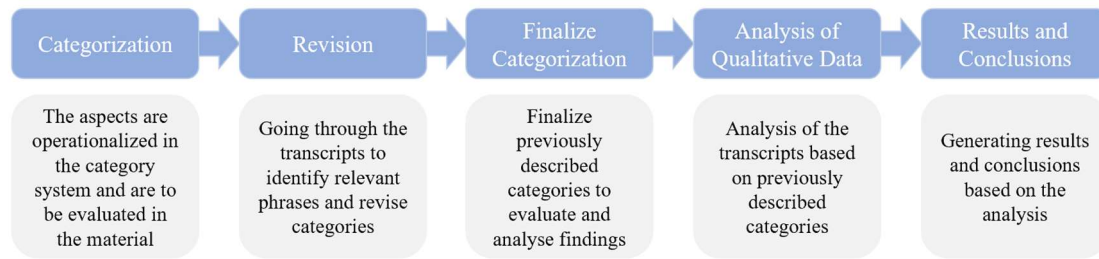 Categorization
Revision
Finalize
Categorization
Analysis of
Qualitative Data
Results and
Conclusions
The aspects are
operationalized in
the category
system and are to
be evaluated in
the material
Going through the
transcripts to
identify relevant
phrases and revise
categories
Finalize
previously
described
categories to
evaluate and
analyse findings
Analysis of the
transcripts based
on previously
described
categories
Generating results
and conclusions
based on the
analysis